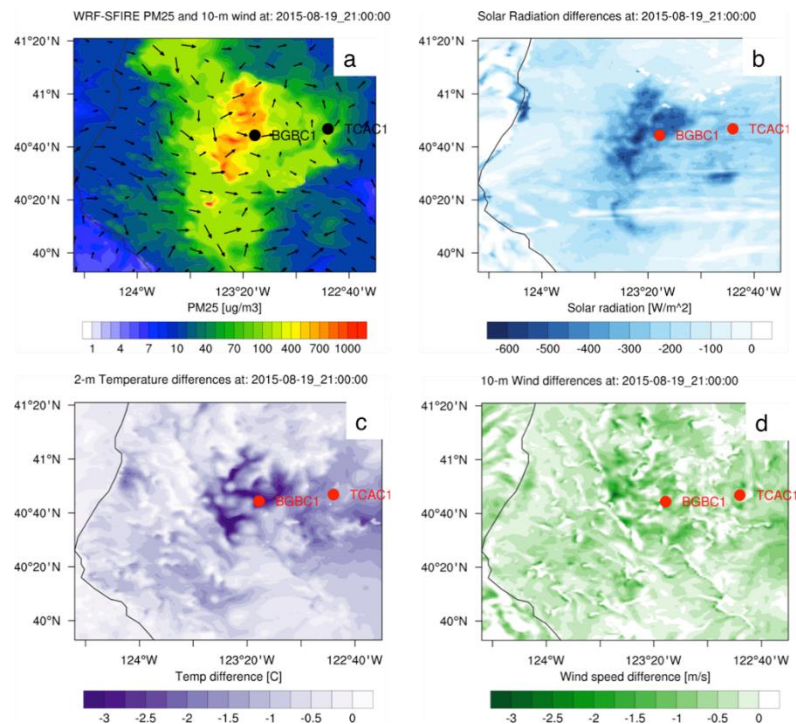 WRF-SFIRE PM25 and 10-m wind at: 2015-08-19_21:00:00
a
41°20'N
41°N
40°40'N
40°20'N
40°N
BGBC1
TCAC1
124°W
123°20'W
122°40'W
PM25 [ug/m3]
1 4 7 10 40 70 100 400 700 1000
Solar Radiation differences at: 2015-08-19_21:00:00
b
41°20'N
41°N
40°40'N
40°20'N
40°N
BGBC1
TCAC1
124°W
123°20'W
122°40'W
Solar radiation [W/m^2]
-600 -500 -400 -300 -200 -100 0
2-m Temperature differences at: 2015-08-19_21:00:00
c
41°20'N
41°N
40°40'N
40°20'N
40°N
BGBC1
TCAC1
124°W
123°20'W
122°40'W
Temp difference [C]
-3 -2.5 -2 -1.5 -1 -0.5 0
10-m Wind differences at: 2015-08-19_21:00:00
d
41°20'N
41°N
40°40'N
40°20'N
40°N
BGBC1
TCAC1
124°W
123°20'W
122°40'W
Wind speed difference [m/s]
-3 -2.5 -2 -1.5 -1 -0.5 0